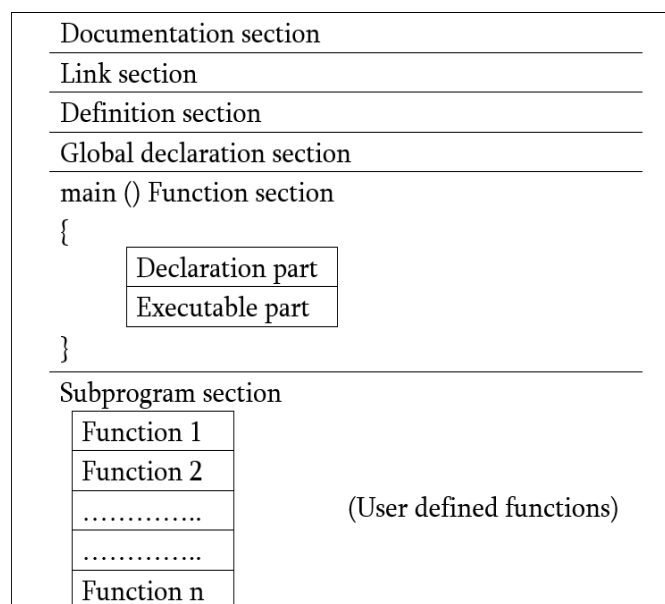 Documentation section
Link section
Definition section
Global declaration section
main () Function section
{
Declaration part
Executable part
}
Subprogram section
Function 1
Function 2
…………..
(User defined functions)
…………..
Function n